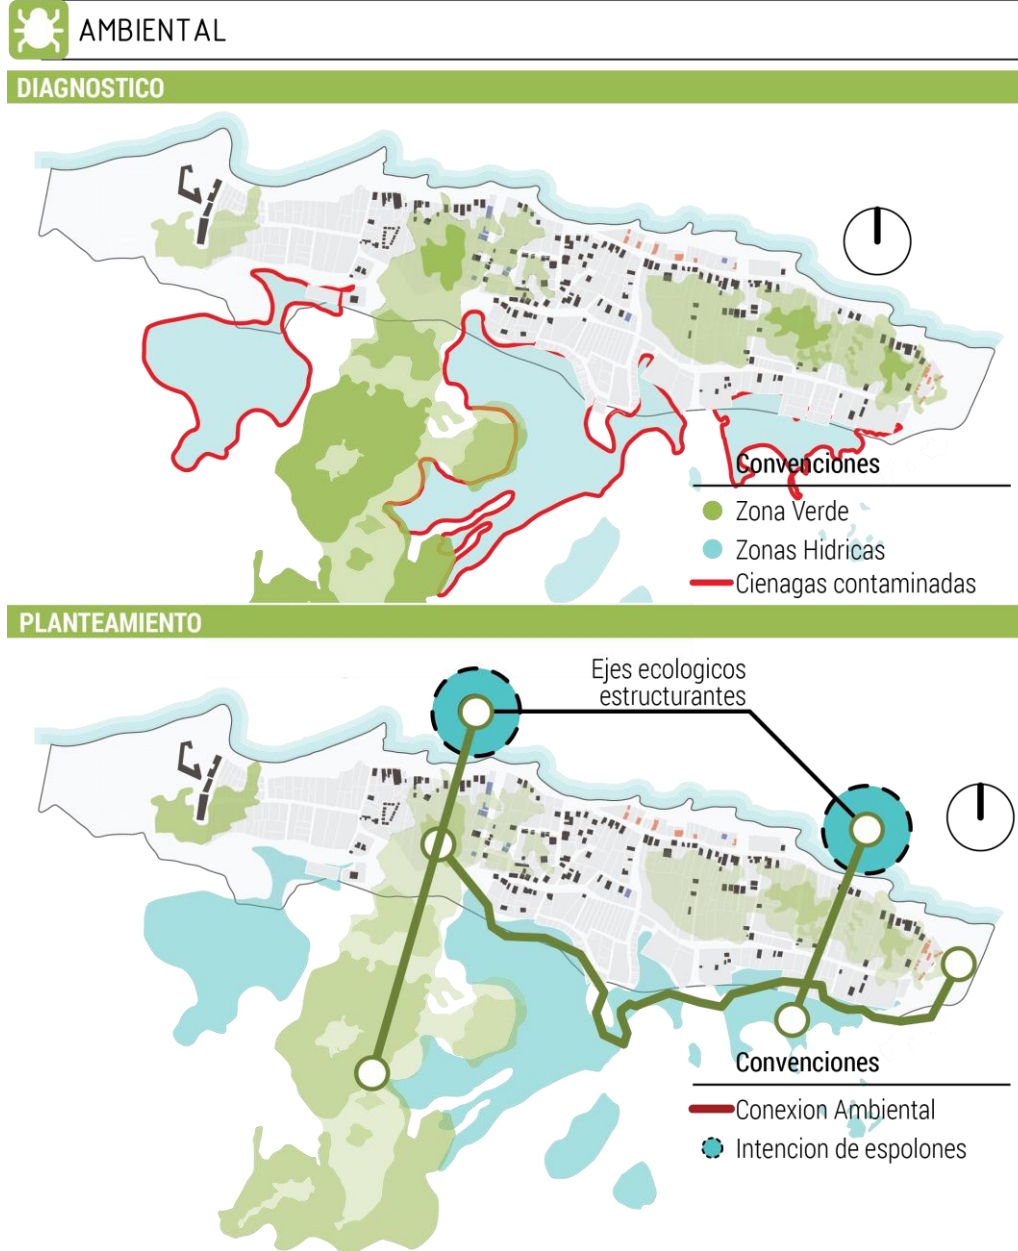 AMBIENTAL
DIAGNOSTICO
Convenciones
Zona Verde
Zonas Hidricas
Cienagas contaminadas
PLANTEAMIENTO
Ejes ecologicos
estructurantes
Convenciones
Conexion Ambiental
Intencion de espolones